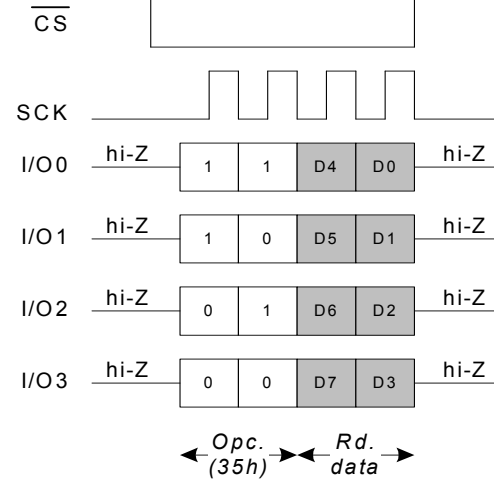 CS
SCK
I/O0 hi-Z 1 1 D4 D0 hi-Z
I/O1 hi-Z 1 0 D5 D1 hi-Z
I/O2 hi-Z 0 1 D6 D2 hi-Z
I/O3 hi-Z 0 0 D7 D3 hi-Z
Opc. Rd.
(35h) data